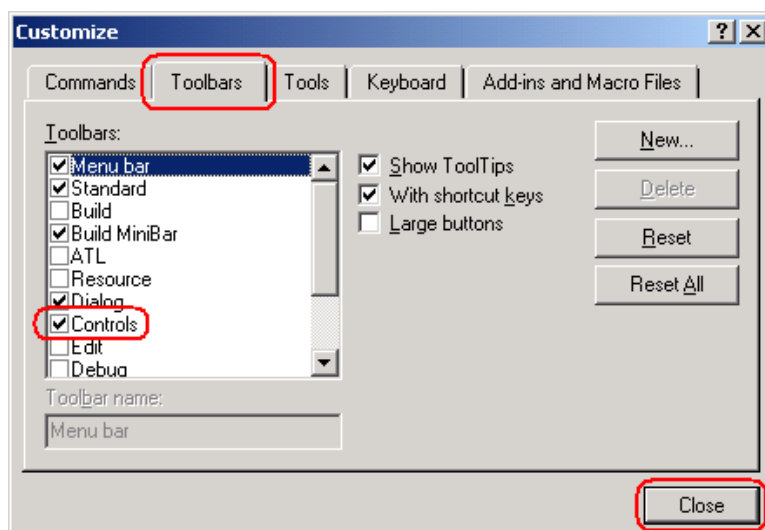 Customize
Commands Toolbars Tools Keyboard Add-ins and Macro Files
Toolbars:
Menu bar
Standard
Build
Build MiniBar
ATL
Resource
Dialog
Controls
Edit
Debug
Toolbar name:
Menu bar
Show ToolTips
With shortcut keys
Large buttons
New...
Delete
Reset
Reset All
Close